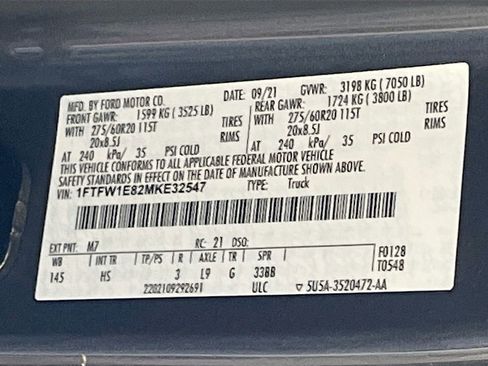 MFD. BY FORD MOTOR CO. DATE: 09/21 GVWR: 3198 KG (7050 LB)
FRONT GAWR: 1599 KG (3525 LB) REAR GAWR: 1724 KG (3800 LB)
WITH 275/60R20 115T TIRES WITH 275/60R20 115T TIRES
20x8.5J RIMS 20x8.5J RIMS
AT 240 kPa/ 35 PSI COLD AT 240 kPa/ 35 PSI COLD
THIS VEHICLE CONFORMS TO ALL APPLICABLE FEDERAL MOTOR VEHICLE
SAFETY STANDARDS IN EFFECT ON THE DATE OF MANUFACTURE SHOWN ABOVE.
VIN: 1FTFW1E82MKE32547 TYPE: Truck
EXT PNT: M7 RC: 21 DSO: F0128
WB INT TR TP/PS R AXLE TR SPR T0548
145 HS 3 L9 G 33BB
2202109292691 ULC ▽ 5U5A-3520472-AA